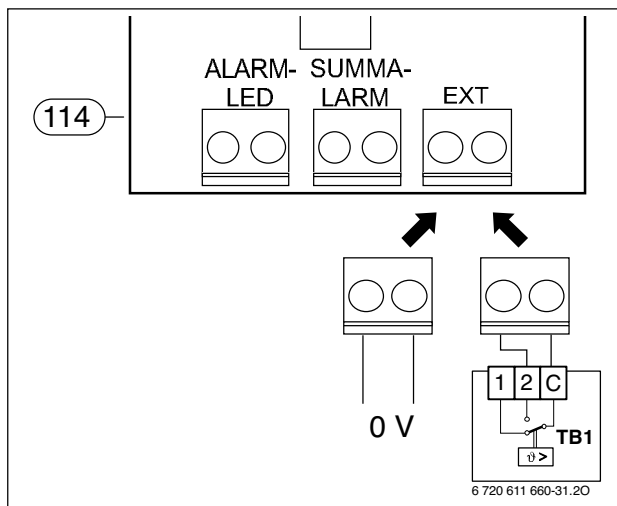 ALARM-
LED
SUMMA-
LARM
EXT
114
0 V
1 2 C
TB1
ϑ >
6 720 611 660-31.2O